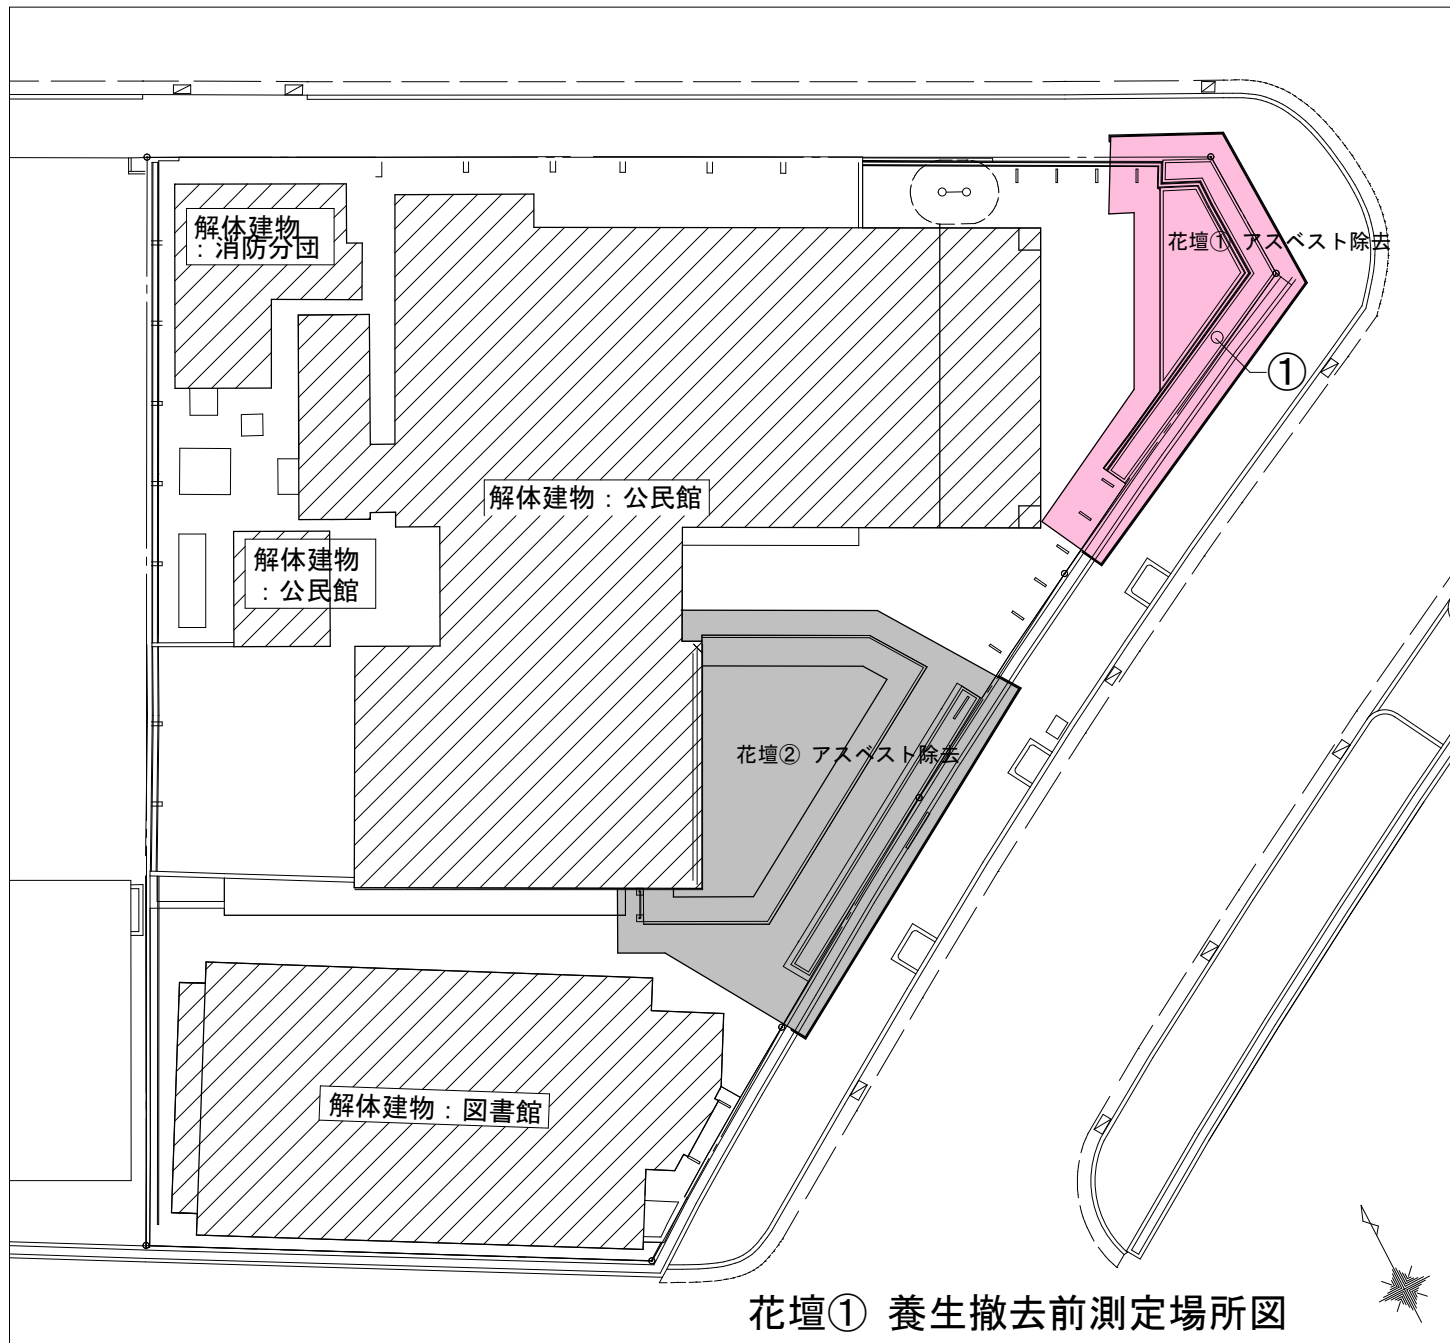 解体建物
：消防分団
花壇① アスベスト除去
①
解体建物：公民館
解体建物
：公民館
花壇② アスベスト除去
解体建物：図書館
花壇① 養生撤去前測定場所図